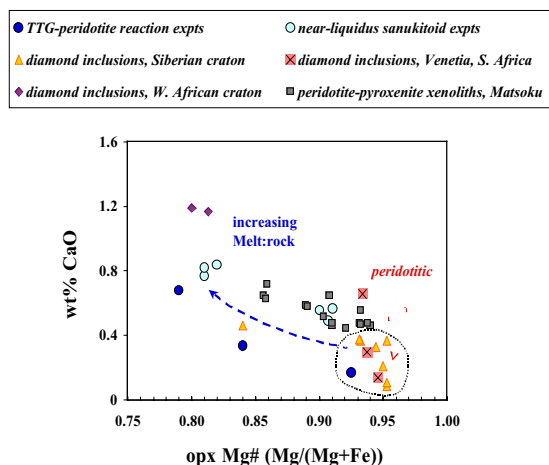 TTG-peridotite reaction expts
near-liquidus sanukitoid expts
diamond inclusions, Siberian craton
diamond inclusions, Venetia, S. Africa
diamond inclusions, W. African craton
peridotite-pyroxenite xenoliths, Matsoku
1.6
1.2
0.8
0.4
0
wt% CaO
increasing
Melt:rock
peridotitic
0.75
0.80
0.85
0.90
0.95
1.00
opx Mg# (Mg/(Mg+Fe))